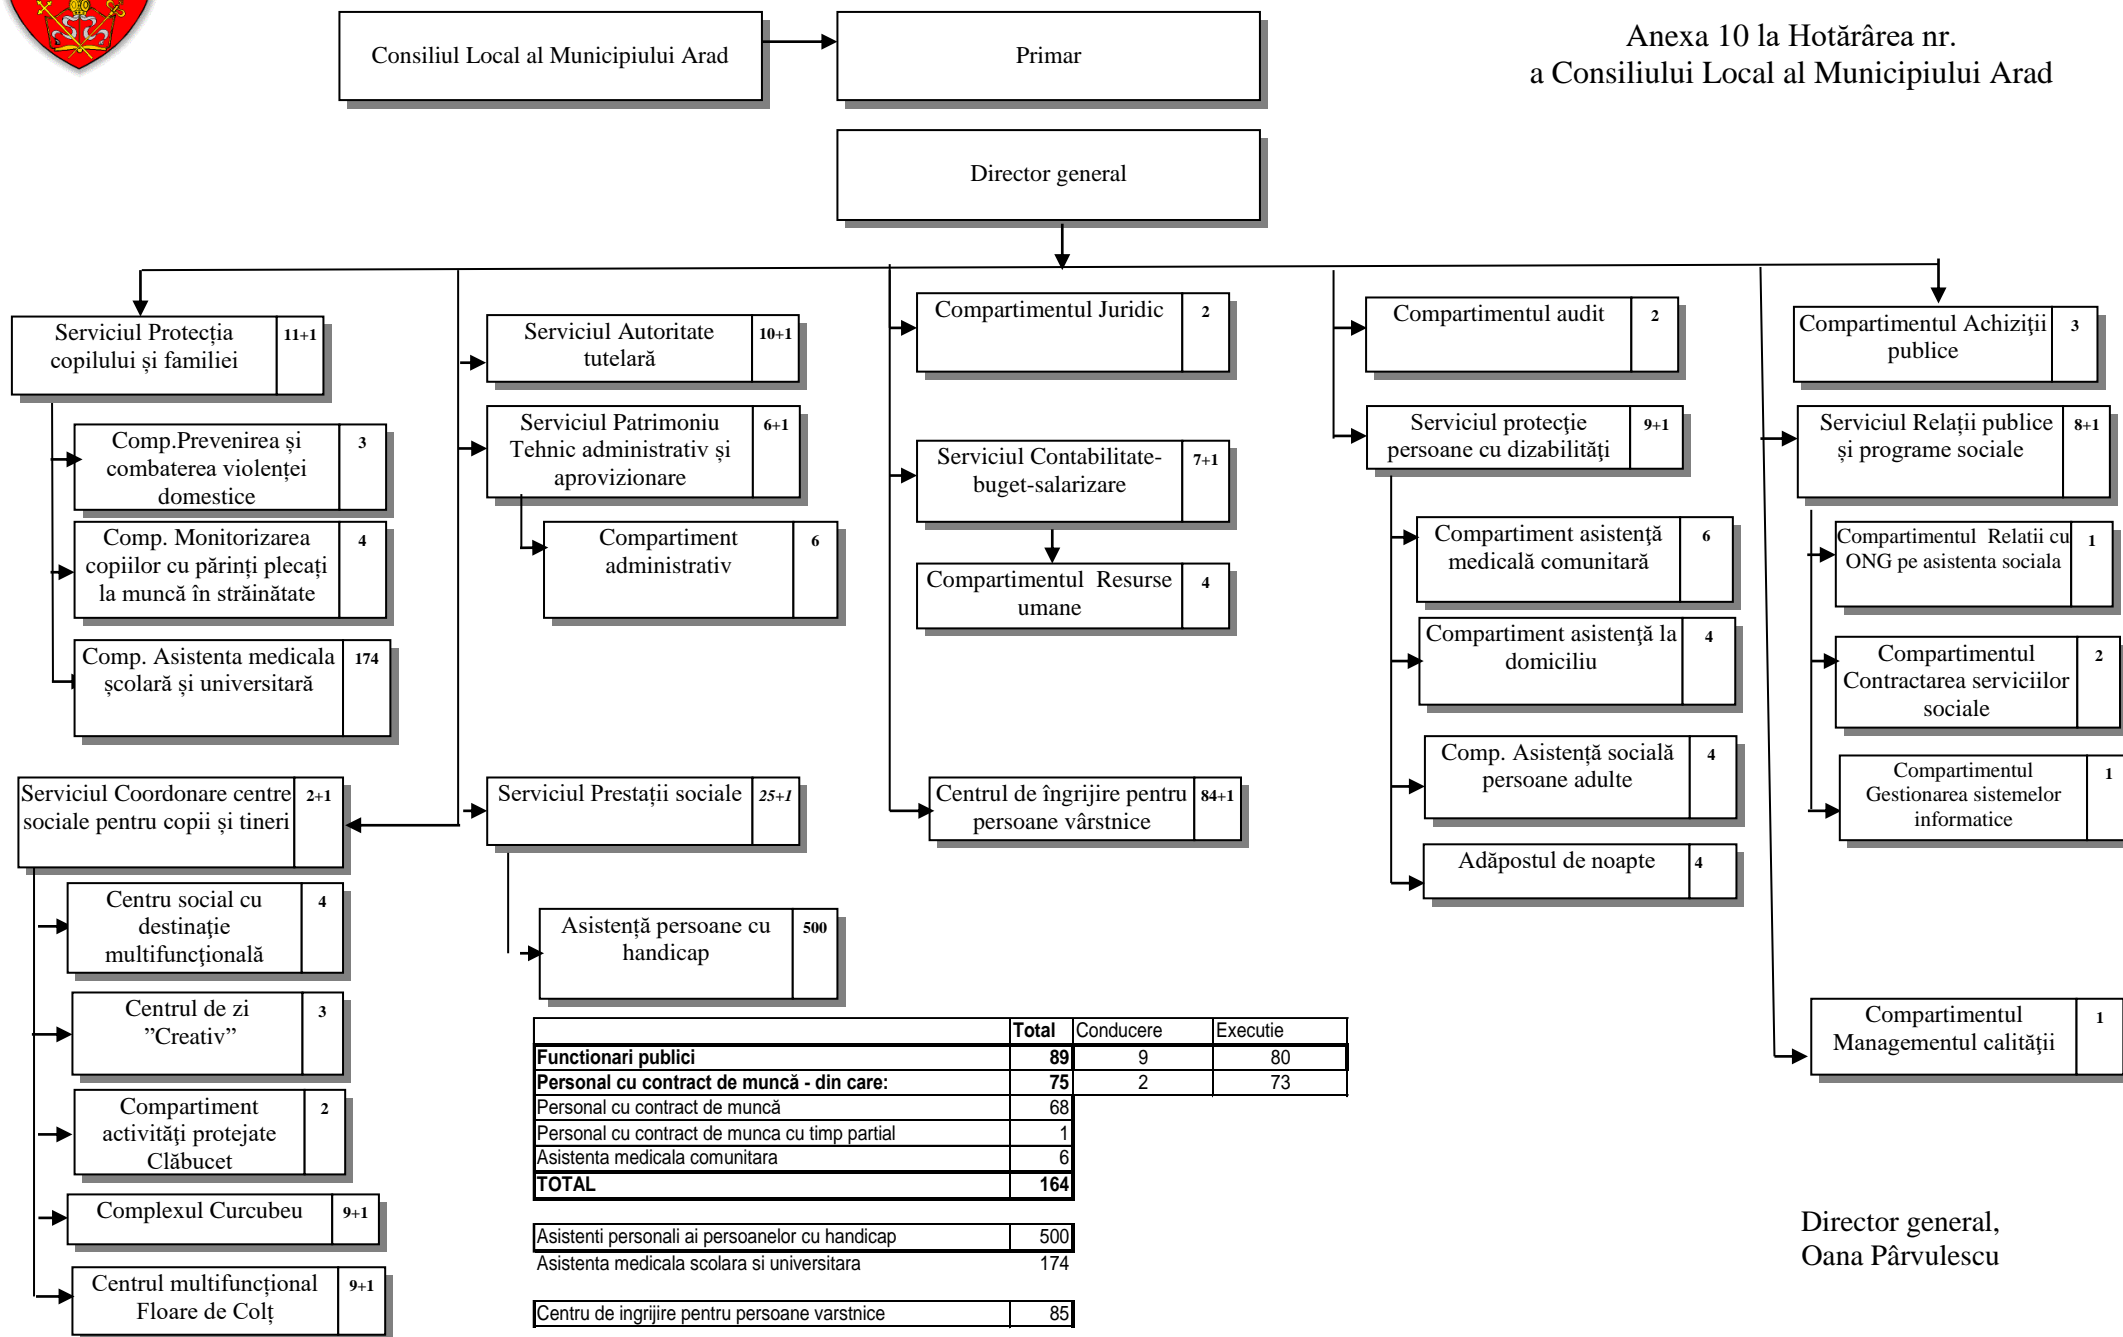 Consiliul Local al Municipiului Arad
Primar
Anexa 10 la Hotărârea nr.
a Consiliului Local al Municipiului Arad
Director general
Serviciul Protecția
copilului și familiei
11+1
Comp.Prevenirea și
combaterea violenței
domestice
3
Comp. Monitorizarea
copiilor cu părinți plecați
la muncă în străinătate
4
Comp. Asistenta medicala
școlară și universitară
174
Serviciul Coordonare centre
sociale pentru copii și tineri
2+1
Centru social cu
destinaţie
multifuncţională
4
Centrul de zi
”Creativ”
3
Compartiment
activităţi protejate
Clăbucet
2
Complexul Curcubeu
9+1
Centrul multifuncțional
Floare de Colț
9+1
Serviciul Autoritate
tutelară
10+1
Serviciul Patrimoniu
Tehnic administrativ și
aprovizionare
6+1
Compartiment
administrativ
6
Serviciul Prestații sociale
25+1
Asistență persoane cu
handicap
500
Compartimentul Juridic
2
Serviciul Contabilitate-
buget-salarizare
7+1
Compartimentul Resurse
umane
4
Centrul de îngrijire pentru
persoane vârstnice
84+1
Compartimentul audit
2
Serviciul protecţie
persoane cu dizabilităţi
9+1
Compartiment asistenţă
medicală comunitară
6
Compartiment asistenţă la
domiciliu
4
Comp. Asistență socială
persoane adulte
4
Adăpostul de noapte
4
Compartimentul Achiziţii
publice
3
Serviciul Relații publice
și programe sociale
8+1
Compartimentul Relatii cu
ONG pe asistenta sociala
1
Compartimentul
Contractarea serviciilor
sociale
2
Compartimentul
Gestionarea sistemelor
informatice
1
Compartimentul
Managementul calităţii
1
Total Conducere Executie
Functionari publici 89 9 80
Personal cu contract de muncă - din care: 75 2 73
Personal cu contract de muncă 68
Personal cu contract de munca cu timp partial 1
Asistenta medicala comunitara 6
TOTAL 164
Asistenti personali ai persoanelor cu handicap 500
Asistenta medicala scolara si universitara 174
Centru de ingrijire pentru persoane varstnice 85
Director general,
Oana Pârvulescu